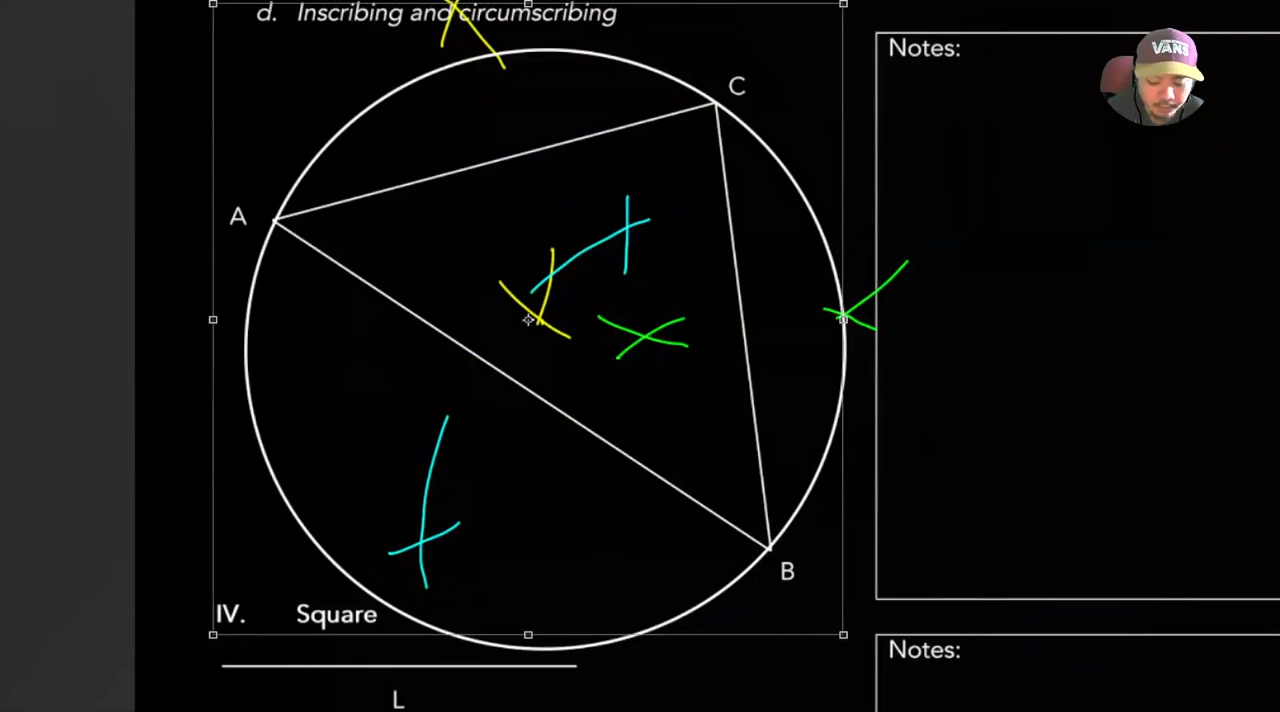 d. Inscribing and circumscribing
Notes:
VANS
C
A
B
IV. Square
L
Notes: